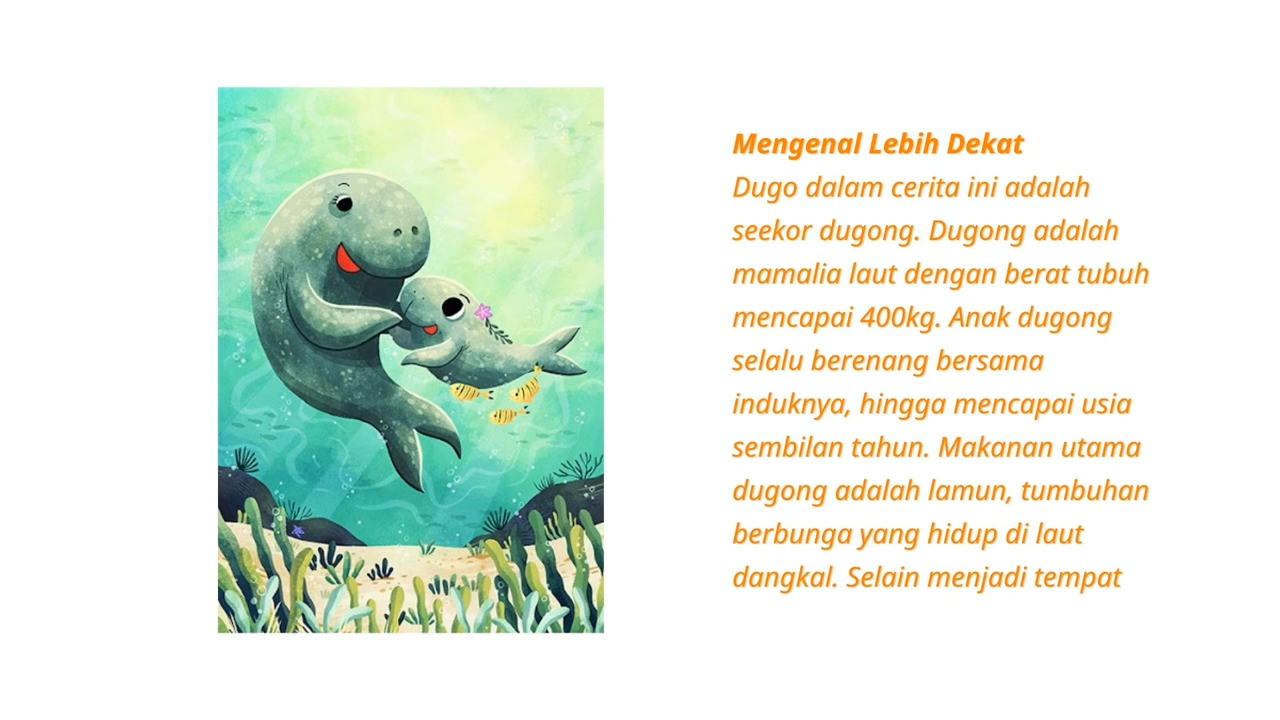 Mengenal Lebih Dekat
Dugo dalam cerita ini adalah
seekor dugong. Dugong adalah
mamalia laut dengan berat tubuh
mencapai 400kg. Anak dugong
selalu berenang bersama
induknya, hingga mencapai usia
sembilan tahun. Makanan utama
dugong adalah lamun, tumbuhan
berbunga yang hidup di laut
dangkal. Selain menjadi tempat